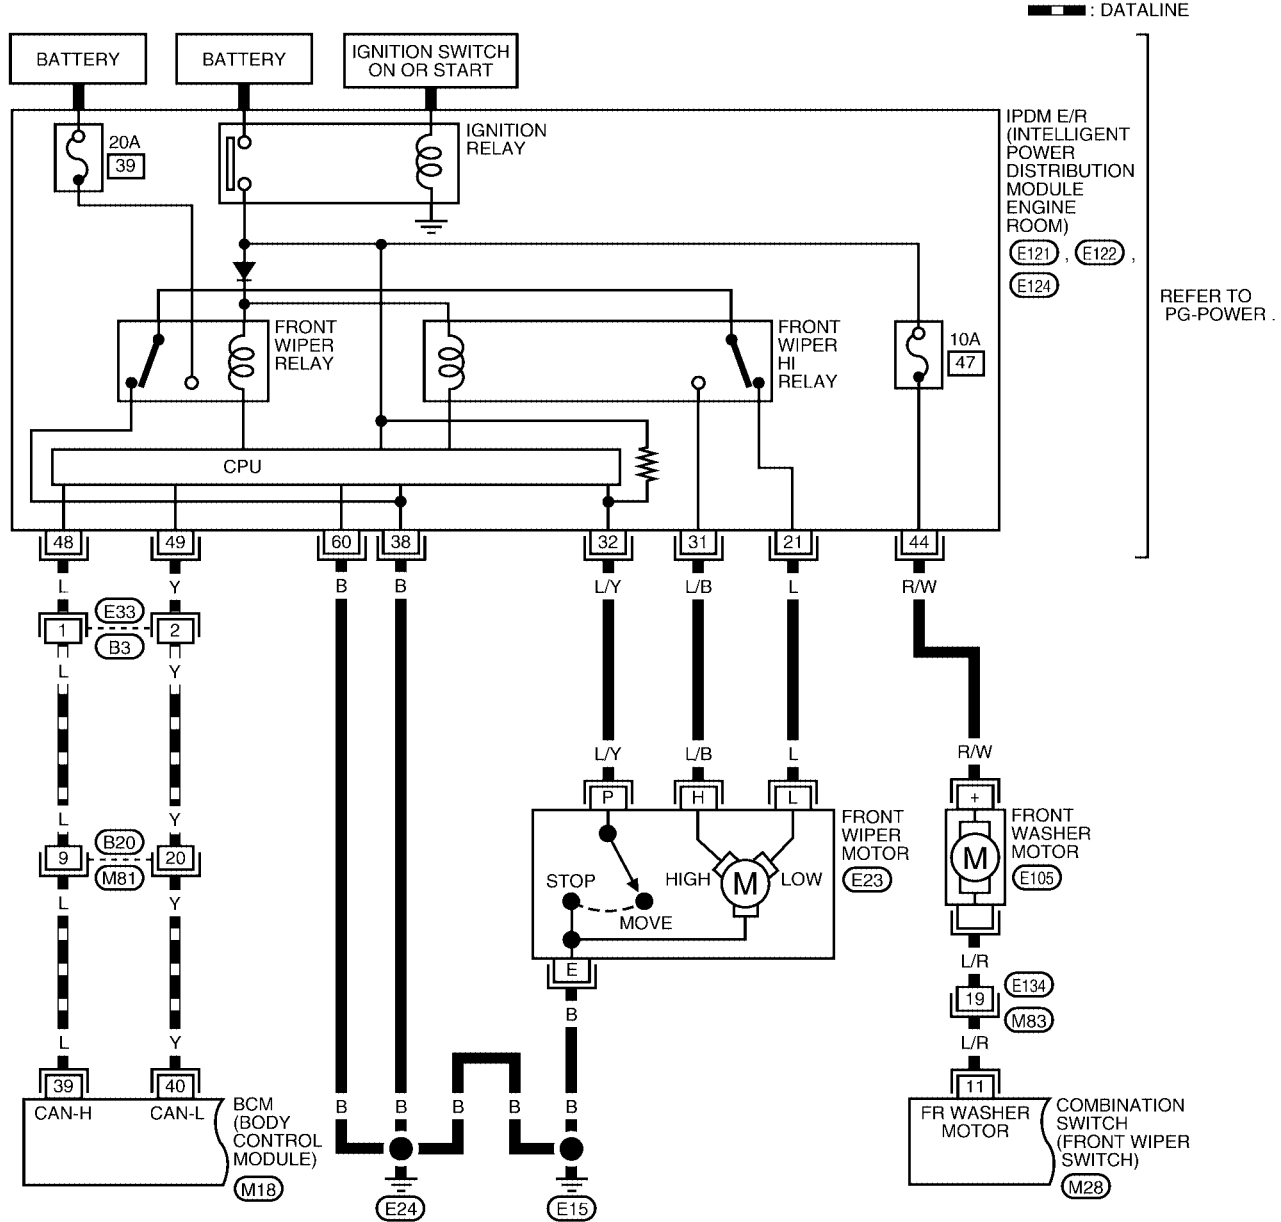 : DATALINE
BATTERY
BATTERY
IGNITION SWITCH
ON OR START
20A
39
IGNITION
RELAY
IPDM E/R
(INTELLIGENT
POWER
DISTRIBUTION
MODULE
ENGINE
ROOM)
E121 , E122 ,
E124
REFER TO
PG-POWER .
FRONT
WIPER
RELAY
FRONT
WIPER
HI
RELAY
10A
47
CPU
48 49 60 38 32 31 21 44
L Y B B L/Y L/B L R/W
E33
1 2
B3
L Y
L/Y L/B L R/W
P H L +
L Y
B20
9 20
M81
FRONT
WIPER
MOTOR
E23
FRONT
WASHER
MOTOR
E105
M
STOP
HIGH M LOW
MOVE
L Y
E
L/R
E134
19
M83
B
L Y
L/R
39 40
11
CAN-H CAN-L
BCM
(BODY
CONTROL
MODULE)
M18
B B B B B
FR WASHER
MOTOR
COMBINATION
SWITCH
(FRONT WIPER
SWITCH)
M28
E24
E15